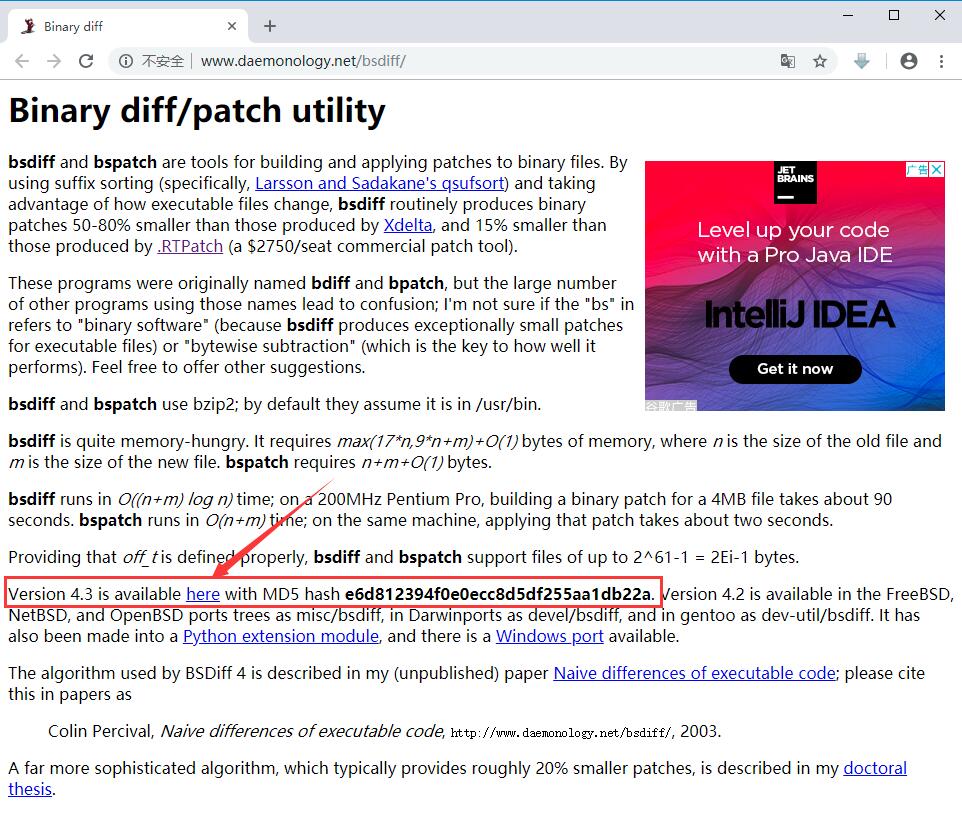 Binary diff
不安全
www.daemonology.net/bsdiff/
Binary diff/patch utility
bsdiff and bspatch are tools for building and applying patches to binary files. By
using suffix sorting (specifically, Larsson and Sadakane's qsufsort) and taking
advantage of how executable files change, bsdiff routinely produces binary
patches 50-80% smaller than those produced by Xdelta, and 15% smaller than
those produced by .RTPatch (a $2750/seat commercial patch tool).
These programs were originally named bdiff and bpatch, but the large number
of other programs using those names lead to confusion; I'm not sure if the "bs" in
refers to "binary software" (because bsdiff produces exceptionally small patches
for executable files) or "bytewise subtraction" (which is the key to how well it
performs). Feel free to offer other suggestions.
JET
BRAINS
广告
Level up your code
with a Pro Java IDE
IntelliJ IDEA
Get it now
谷歌广告
bsdiff and bspatch use bzip2; by default they assume it is in /usr/bin.
bsdiff is quite memory-hungry. It requires max(17*n,9*n+m)+O(1) bytes of memory, where n is the size of the old file and
m is the size of the new file. bspatch requires n+m+O(1) bytes.
bsdiff runs in O((n+m) log n) time; on a 200MHz Pentium Pro, building a binary patch for a 4MB file takes about 90
seconds. bspatch runs in O(n+m) time; on the same machine, applying that patch takes about two seconds.
Providing that off_t is defined properly, bsdiff and bspatch support files of up to 2^61-1 = 2Ei-1 bytes.
Version 4.3 is available here with MD5 hash e6d812394f0e0ecc8d5df255aa1db22a. Version 4.2 is available in the FreeBSD,
NetBSD, and OpenBSD ports trees as misc/bsdiff, in Darwinports as devel/bsdiff, and in gentoo as dev-util/bsdiff. It has
also been made into a Python extension module, and there is a Windows port available.
The algorithm used by BSDiff 4 is described in my (unpublished) paper Naive differences of executable code; please cite
this in papers as
Colin Percival, Naive differences of executable code, http://www.daemonology.net/bsdiff/, 2003.
A far more sophisticated algorithm, which typically provides roughly 20% smaller patches, is described in my doctoral
thesis.